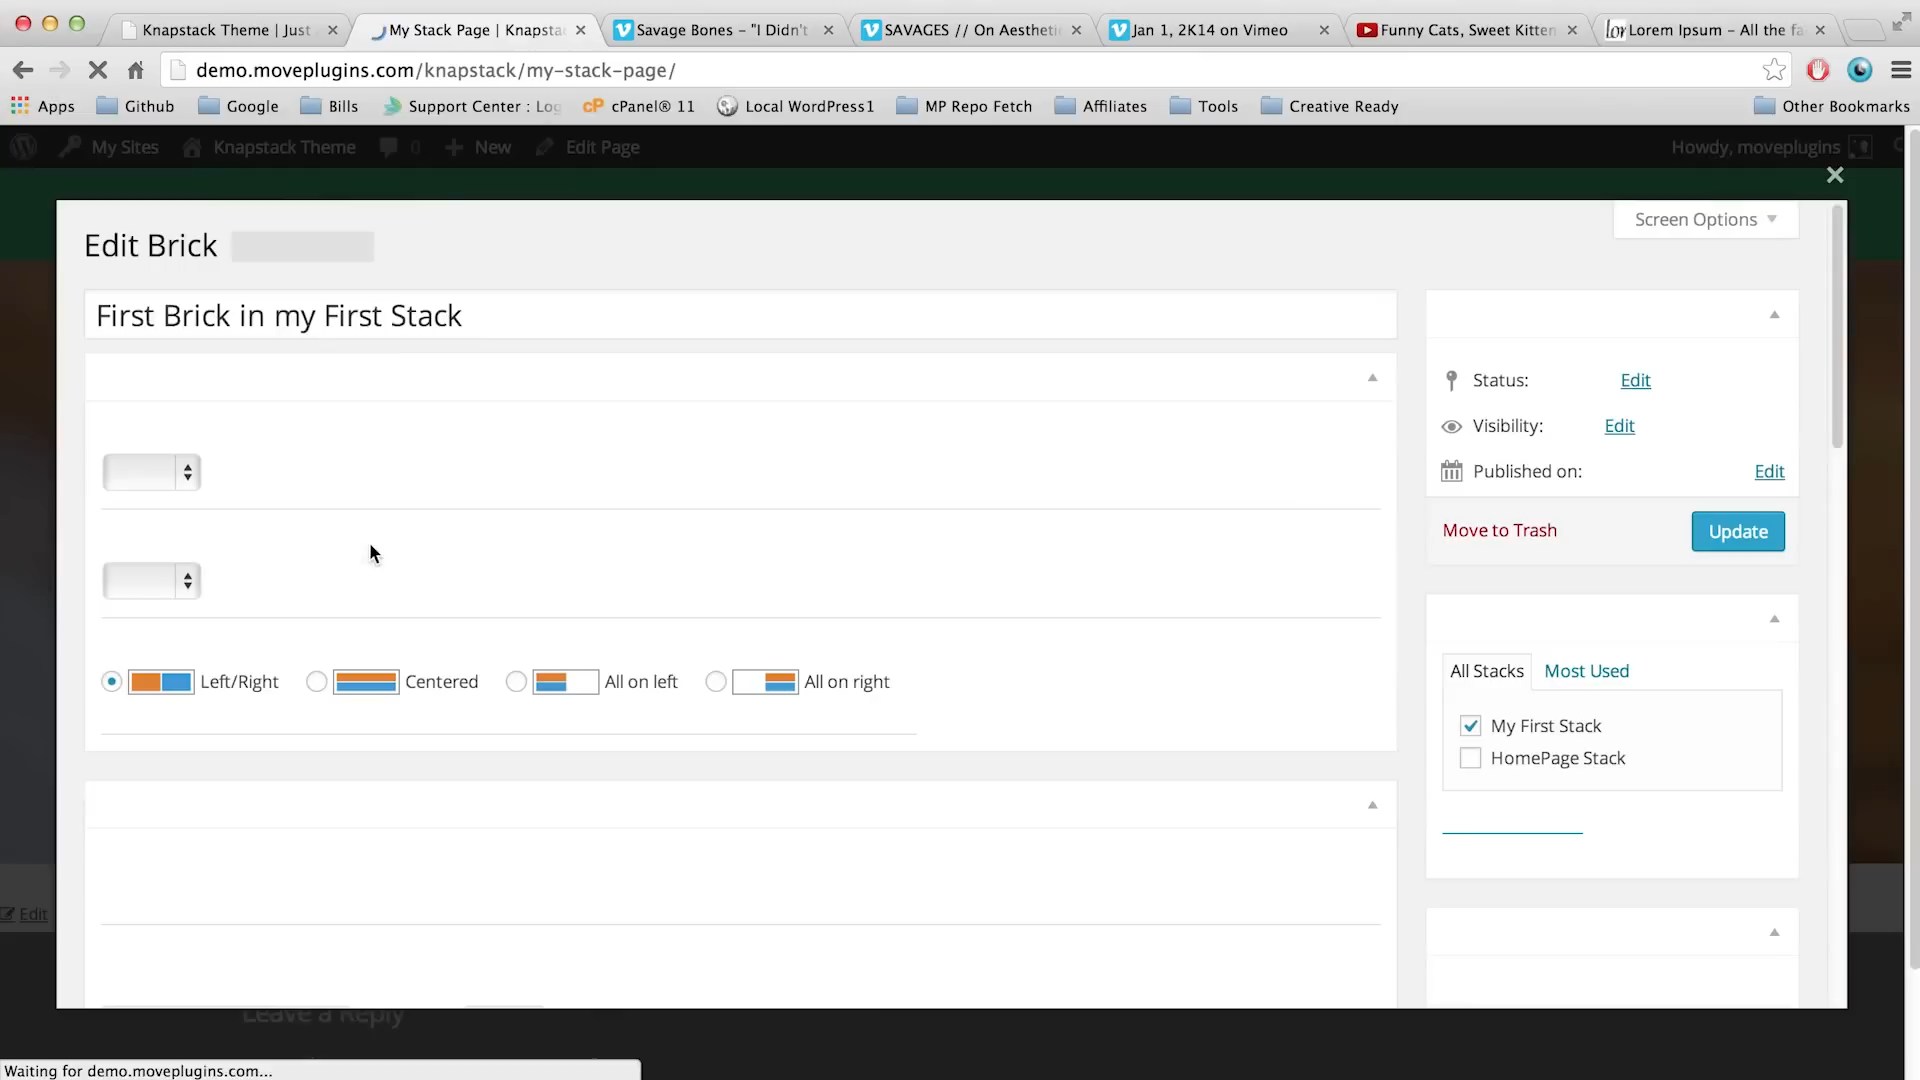 Knapstack Theme | Just
My Stack Page | Knapsta
Savage Bones – "I Didn't
SAVAGES // On Aestheti
Jan 1, 2K14 on Vimeo
Funny Cats, Sweet Kitten
Lorem Ipsum – All the fa
demo.moveplugins.com/knapstack/my-stack-page/
Apps Github Google Bills Support Center : Log cPanel® 11 Local WordPress1 MP Repo Fetch Affiliates Tools Creative Ready Other Bookmarks
My Sites Knapstack Theme 0 New Edit Page Howdy, moveplugins
Screen Options
Edit Brick
First Brick in my First Stack
Status: Edit
Visibility: Edit
Published on: Edit
Move to Trash Update
Left/Right Centered All on left All on right
All Stacks Most Used
My First Stack
HomePage Stack
Edit
Leave a Reply
Waiting for demo.moveplugins.com...